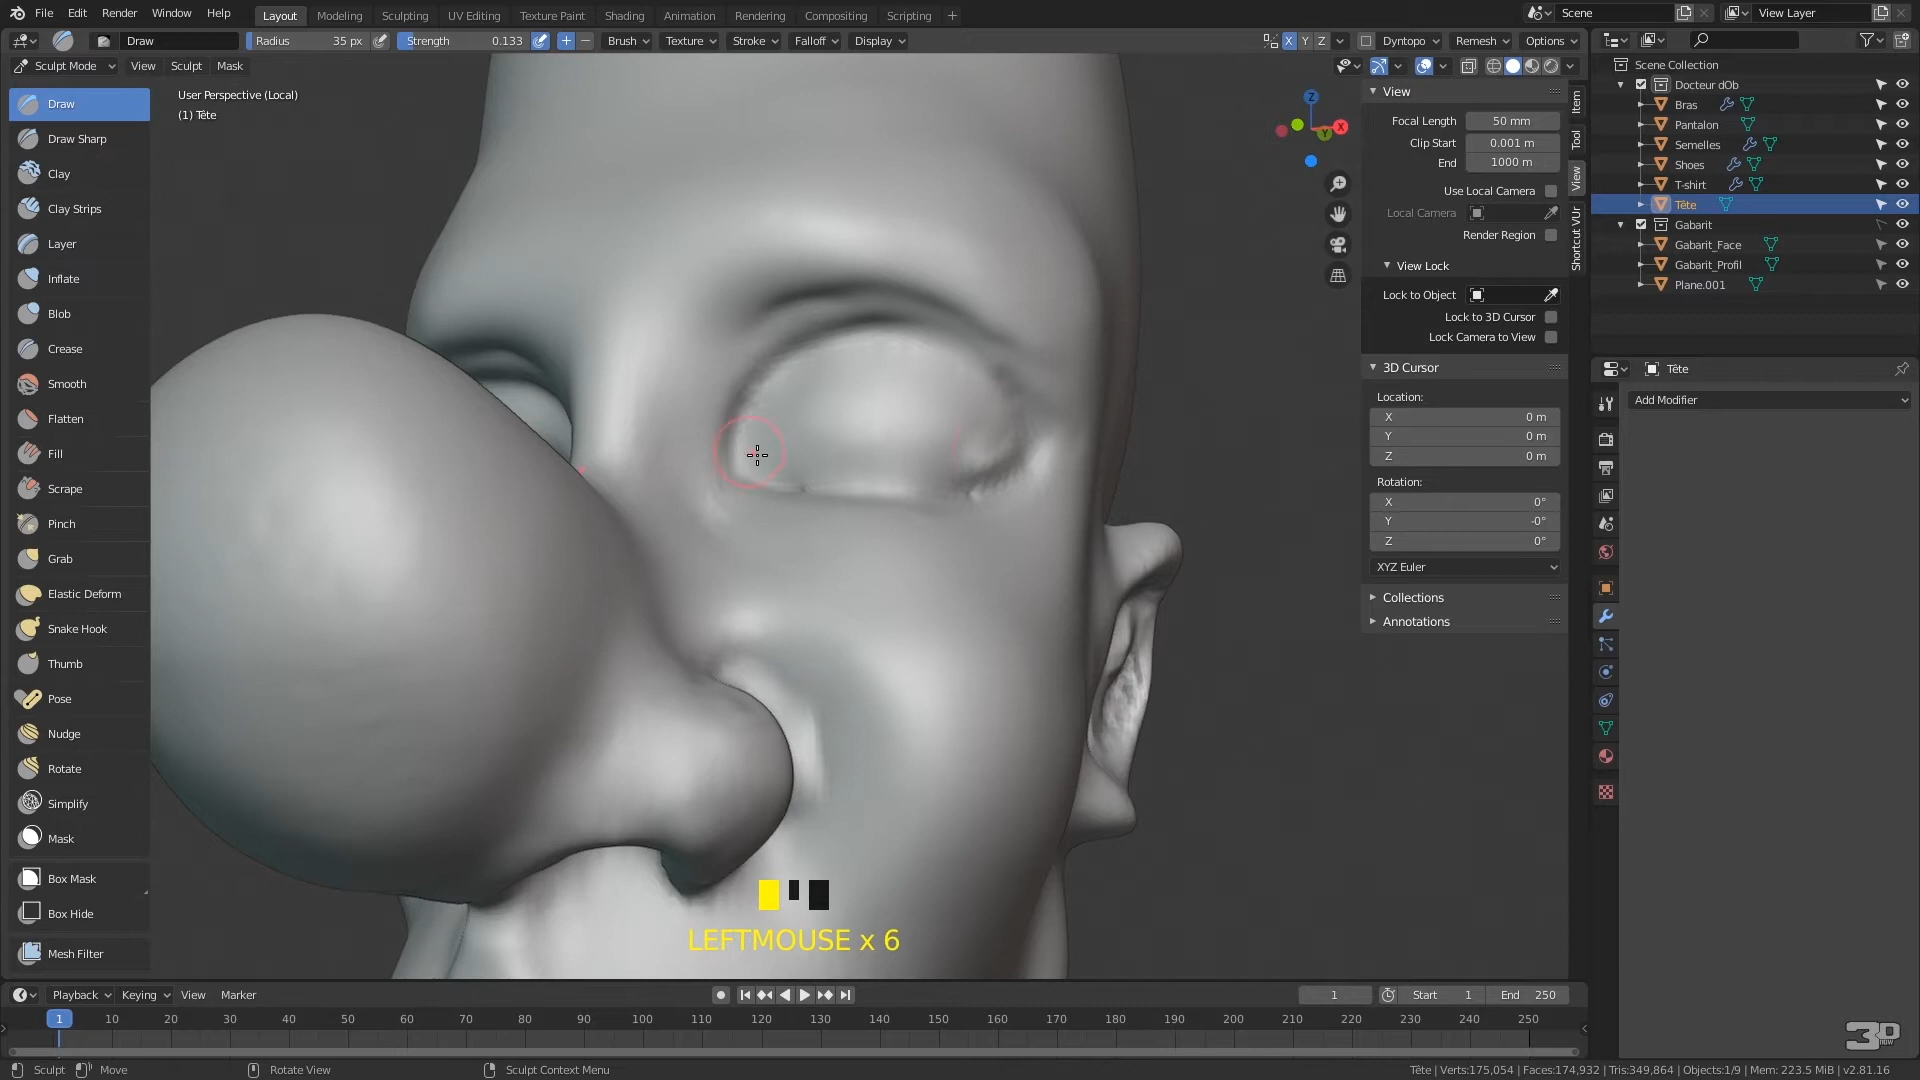 File Edit Render Window Help
Layout Modeling Sculpting UV Editing Texture Paint Shading Animation Rendering Compositing Scripting +
Scene
View Layer
Draw
Radius 35 px
Strength 0.133
+ −
Brush Texture Stroke Falloff Display
X Y Z
Dyntopo Remesh Options
Sculpt Mode View Sculpt Mask
User Perspective (Local)
(1) Tête
Draw
Draw Sharp
Clay
Clay Strips
Layer
Inflate
Blob
Crease
Smooth
Flatten
Fill
Scrape
Pinch
Grab
Elastic Deform
Snake Hook
Thumb
Pose
Nudge
Rotate
Simplify
Mask
Box Mask
Box Hide
Mesh Filter
Z
X
Y
View
Focal Length 50 mm
Clip Start 0.001 m
End 1000 m
Use Local Camera
Local Camera
Render Region
View Lock
Lock to Object
Lock to 3D Cursor
Lock Camera to View
3D Cursor
Location:
X 0 m
Y 0 m
Z 0 m
Rotation:
X 0°
Y -0°
Z 0°
XYZ Euler
Collections
Annotations
Item
Tool
View
Shortcut VUr
Scene Collection
Docteur dOb
Bras
Pantalon
Semelles
Shoes
T-shirt
Tête
Gabarit
Gabarit_Face
Gabarit_Profil
Plane.001
Tête
Add Modifier
LEFTMOUSE x 6
Playback Keying View Marker
1
Start 1
End 250
1 10 20 30 40 50 60 70 80 90 100 110 120 130 140 150 160 170 180 190 200 210 220 230 240 250
3D now
Sculpt Move Rotate View Sculpt Context Menu
Tête | Verts:175,054 | Faces:174,932 | Tris:349,864 | Objects:1/9 | Mem: 223.5 MiB | v2.81.16